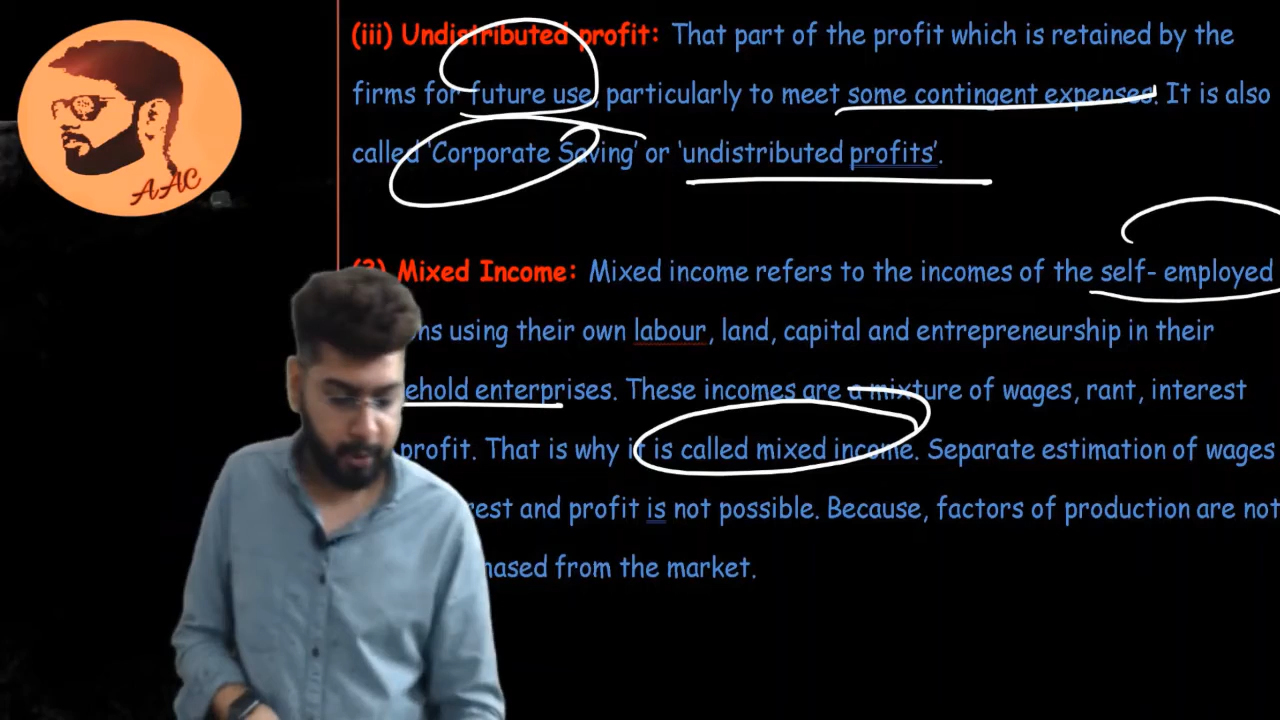 (iii) Undistributed profit: That part of the profit which is retained by the
firms for future use, particularly to meet some contingent expenses. It is also
called ‘Corporate Saving’ or ‘undistributed profits’.
Mixed Income: Mixed income refers to the incomes of the self- employed
using their own labour, land, capital and entrepreneurship in their
enterprises. These incomes are a mixture of wages, rant, interest
profit. That is why it is called mixed income. Separate estimation of wages
and profit is not possible. Because, factors of production are not
from the market.
AAC